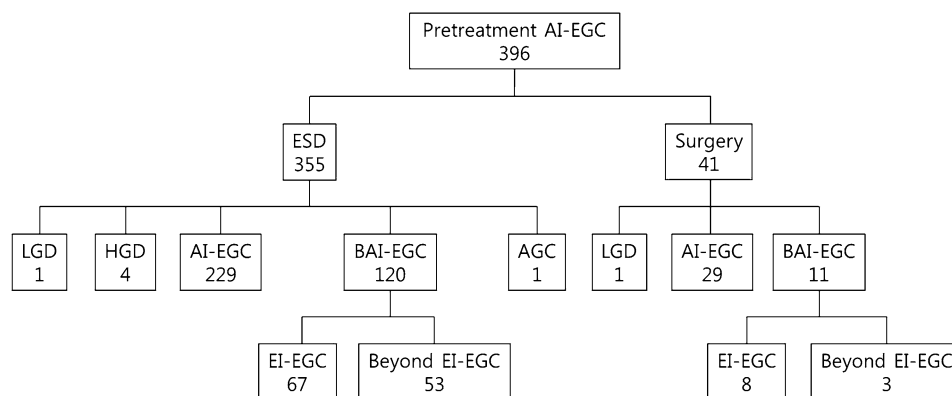 Pretreatment AI-EGC
396
ESD
355
Surgery
41
LGD
1
HGD
4
AI-EGC
229
BAI-EGC
120
AGC
1
LGD
1
AI-EGC
29
BAI-EGC
11
EI-EGC
67
Beyond EI-EGC
53
EI-EGC
8
Beyond EI-EGC
3